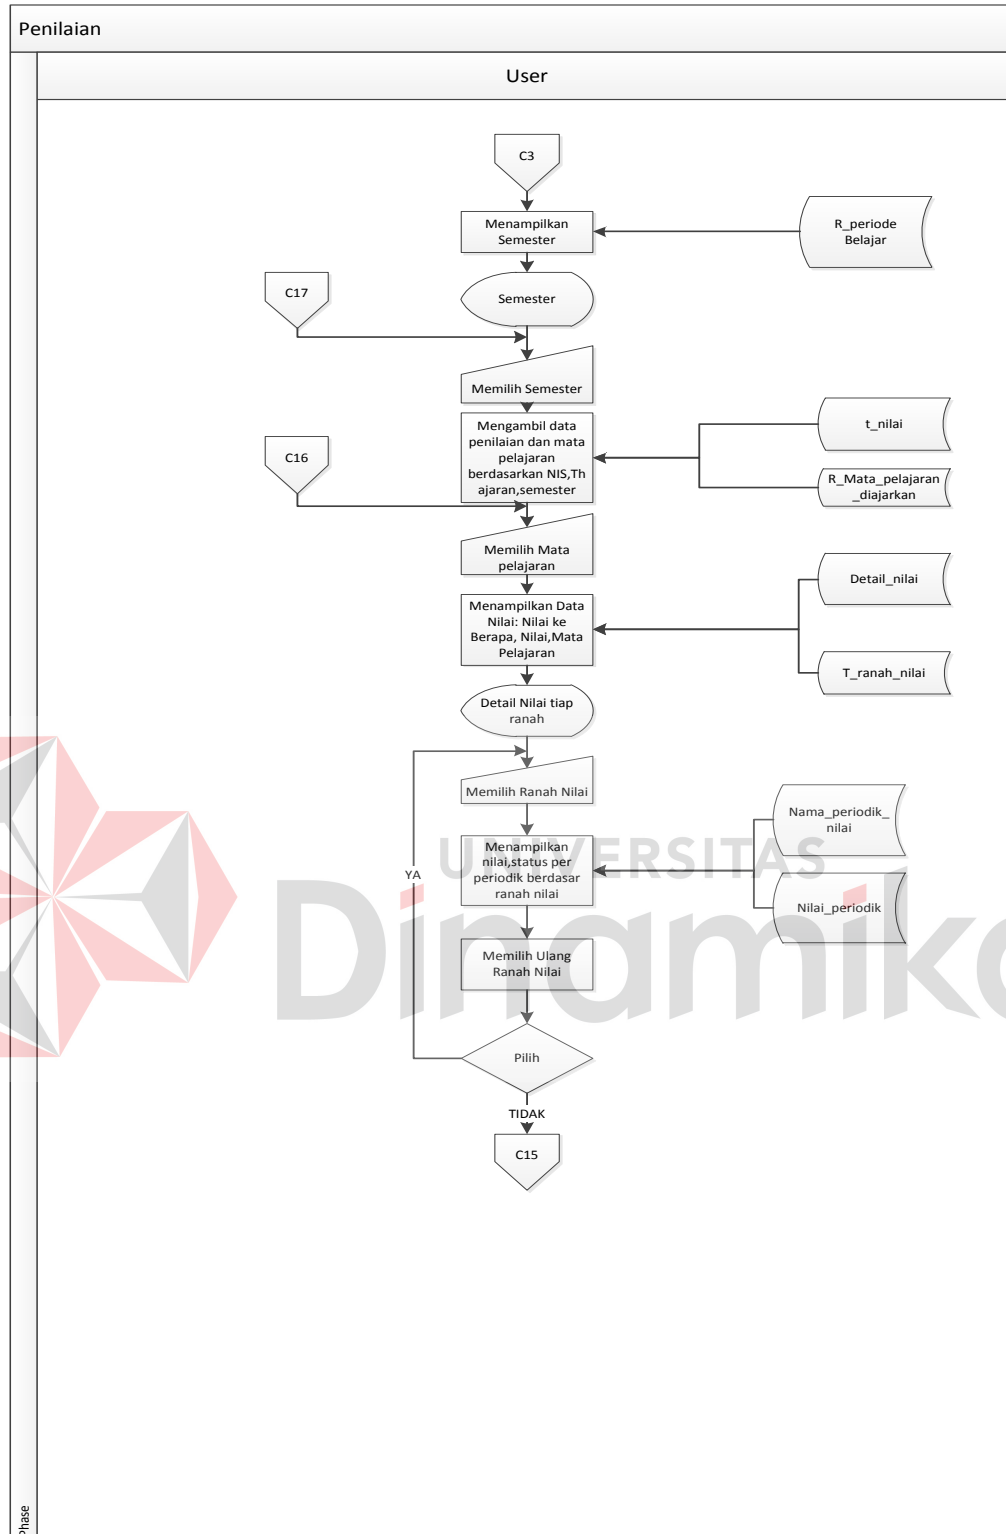 Penilaian
User
C3
Menampilkan
Semester
R_periode
Belajar
C17
Semester
Memilih Semester
Mengambil data
penilaian dan mata
pelajaran
berdasarkan NIS,Th
ajaran,semester
t_nilai
C16
R_Mata_pelajaran
_diajarkan
Memilih Mata
pelajaran
Detail_nilai
Menampilkan Data
Nilai: Nilai ke
Berapa, Nilai,Mata
Pelajaran
T_ranah_nilai
Detail Nilai tiap
ranah
Memilih Ranah Nilai
Nama_periodik_
nilai
Menampilkan
nilai,status per
periodik berdasar
ranah nilai
YA
UNIVERSITAS
Dinamika
Nilai_periodik
Memilih Ulang
Ranah Nilai
Pilih
TIDAK
C15
Phase